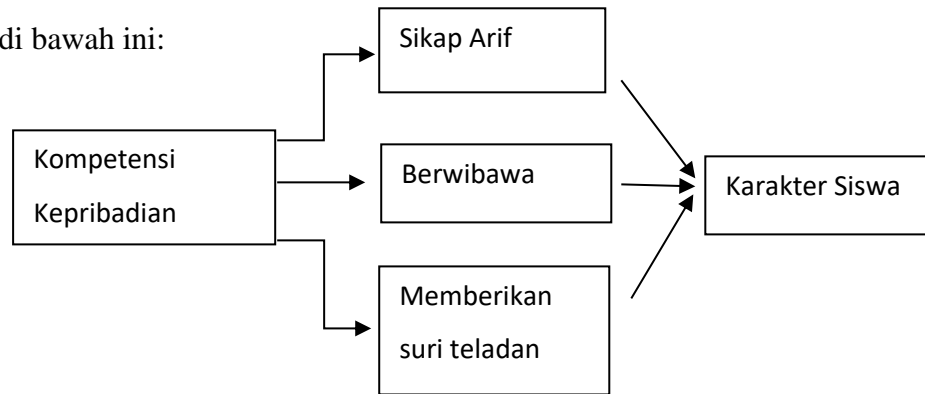 di bawah ini:
Sikap Arif
Kompetensi
Kepribadian
Berwibawa
Karakter Siswa
Memberikan
suri teladan